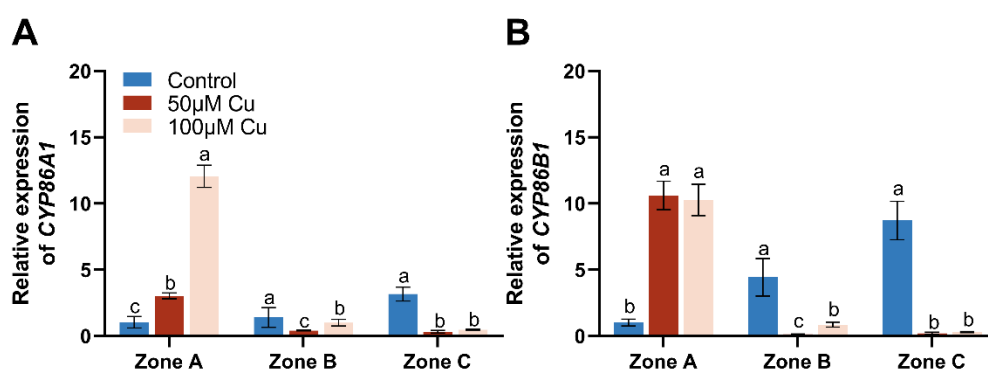 A
Relative expression
of CYP86A1
20
15
10
5
0
Control
50µM Cu
100µM Cu
c
b
a
a
c
b
a
b
b
Zone A
Zone B
Zone C
B
Relative expression
of CYP86B1
20
15
10
5
0
b
a
a
a
c
b
a
b
b
Zone A
Zone B
Zone C